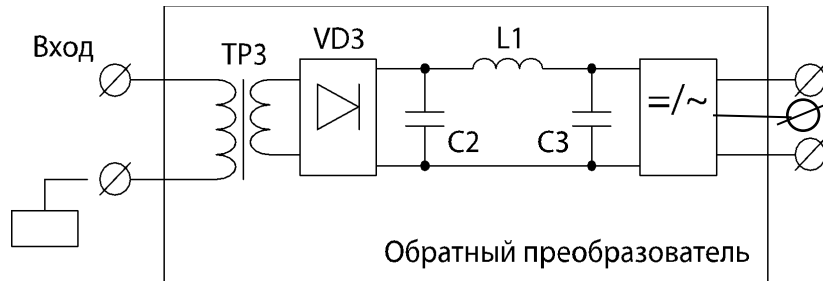 Вход
ТР3
VD3
L1
=/~
C2
C3
Обратный преобразователь